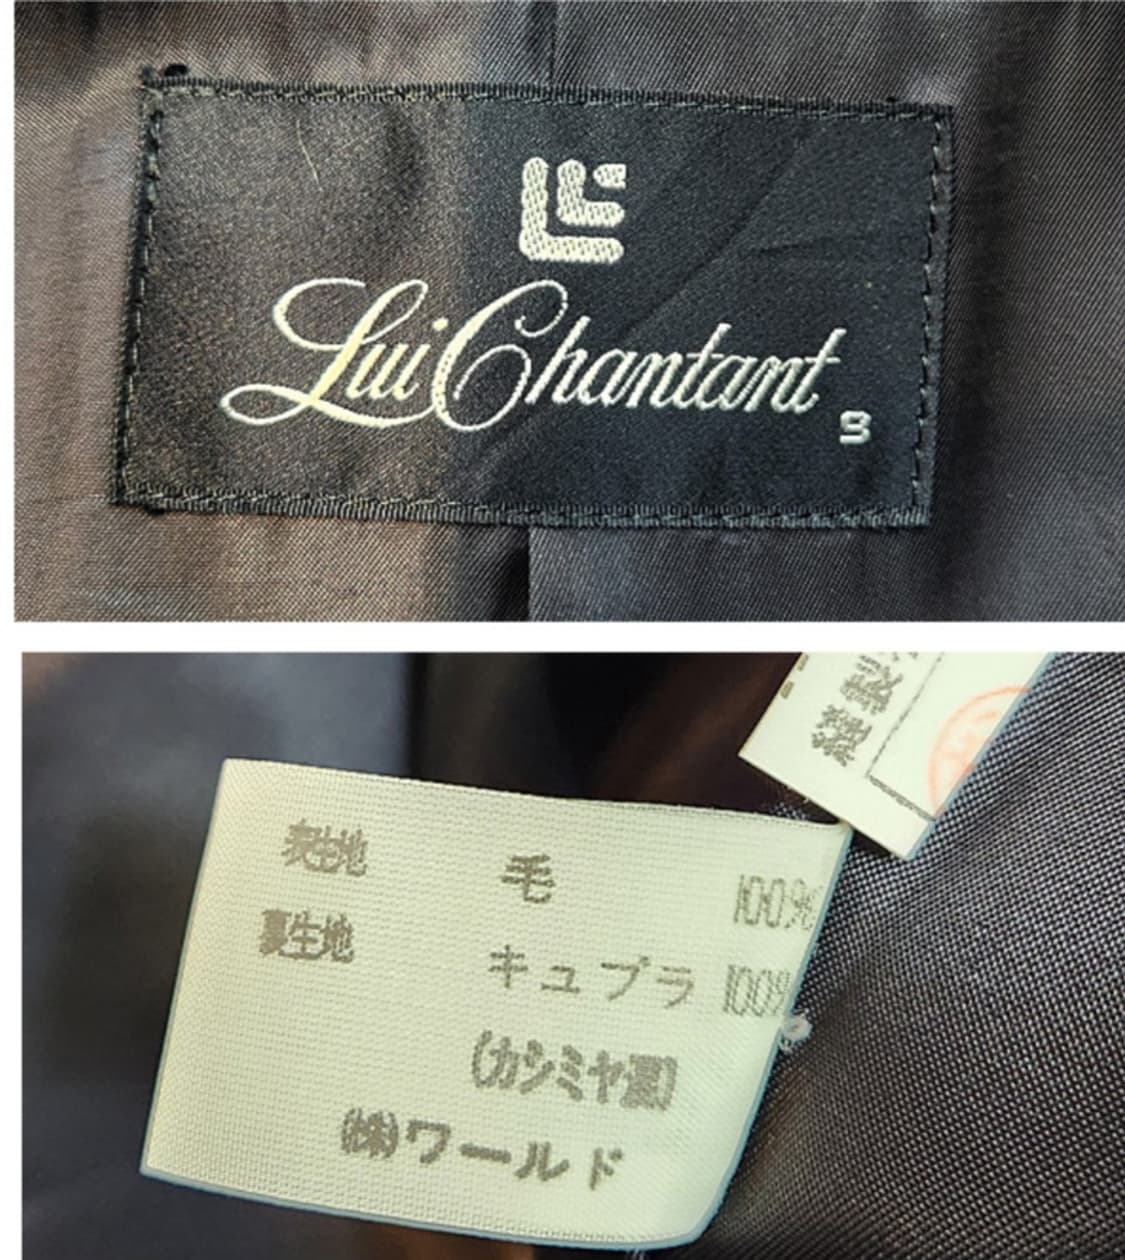 Lui Chantant
9
表生地 毛 100%
裏生地 キュプラ 100%
(カシミヤ混)
(株)ワールド